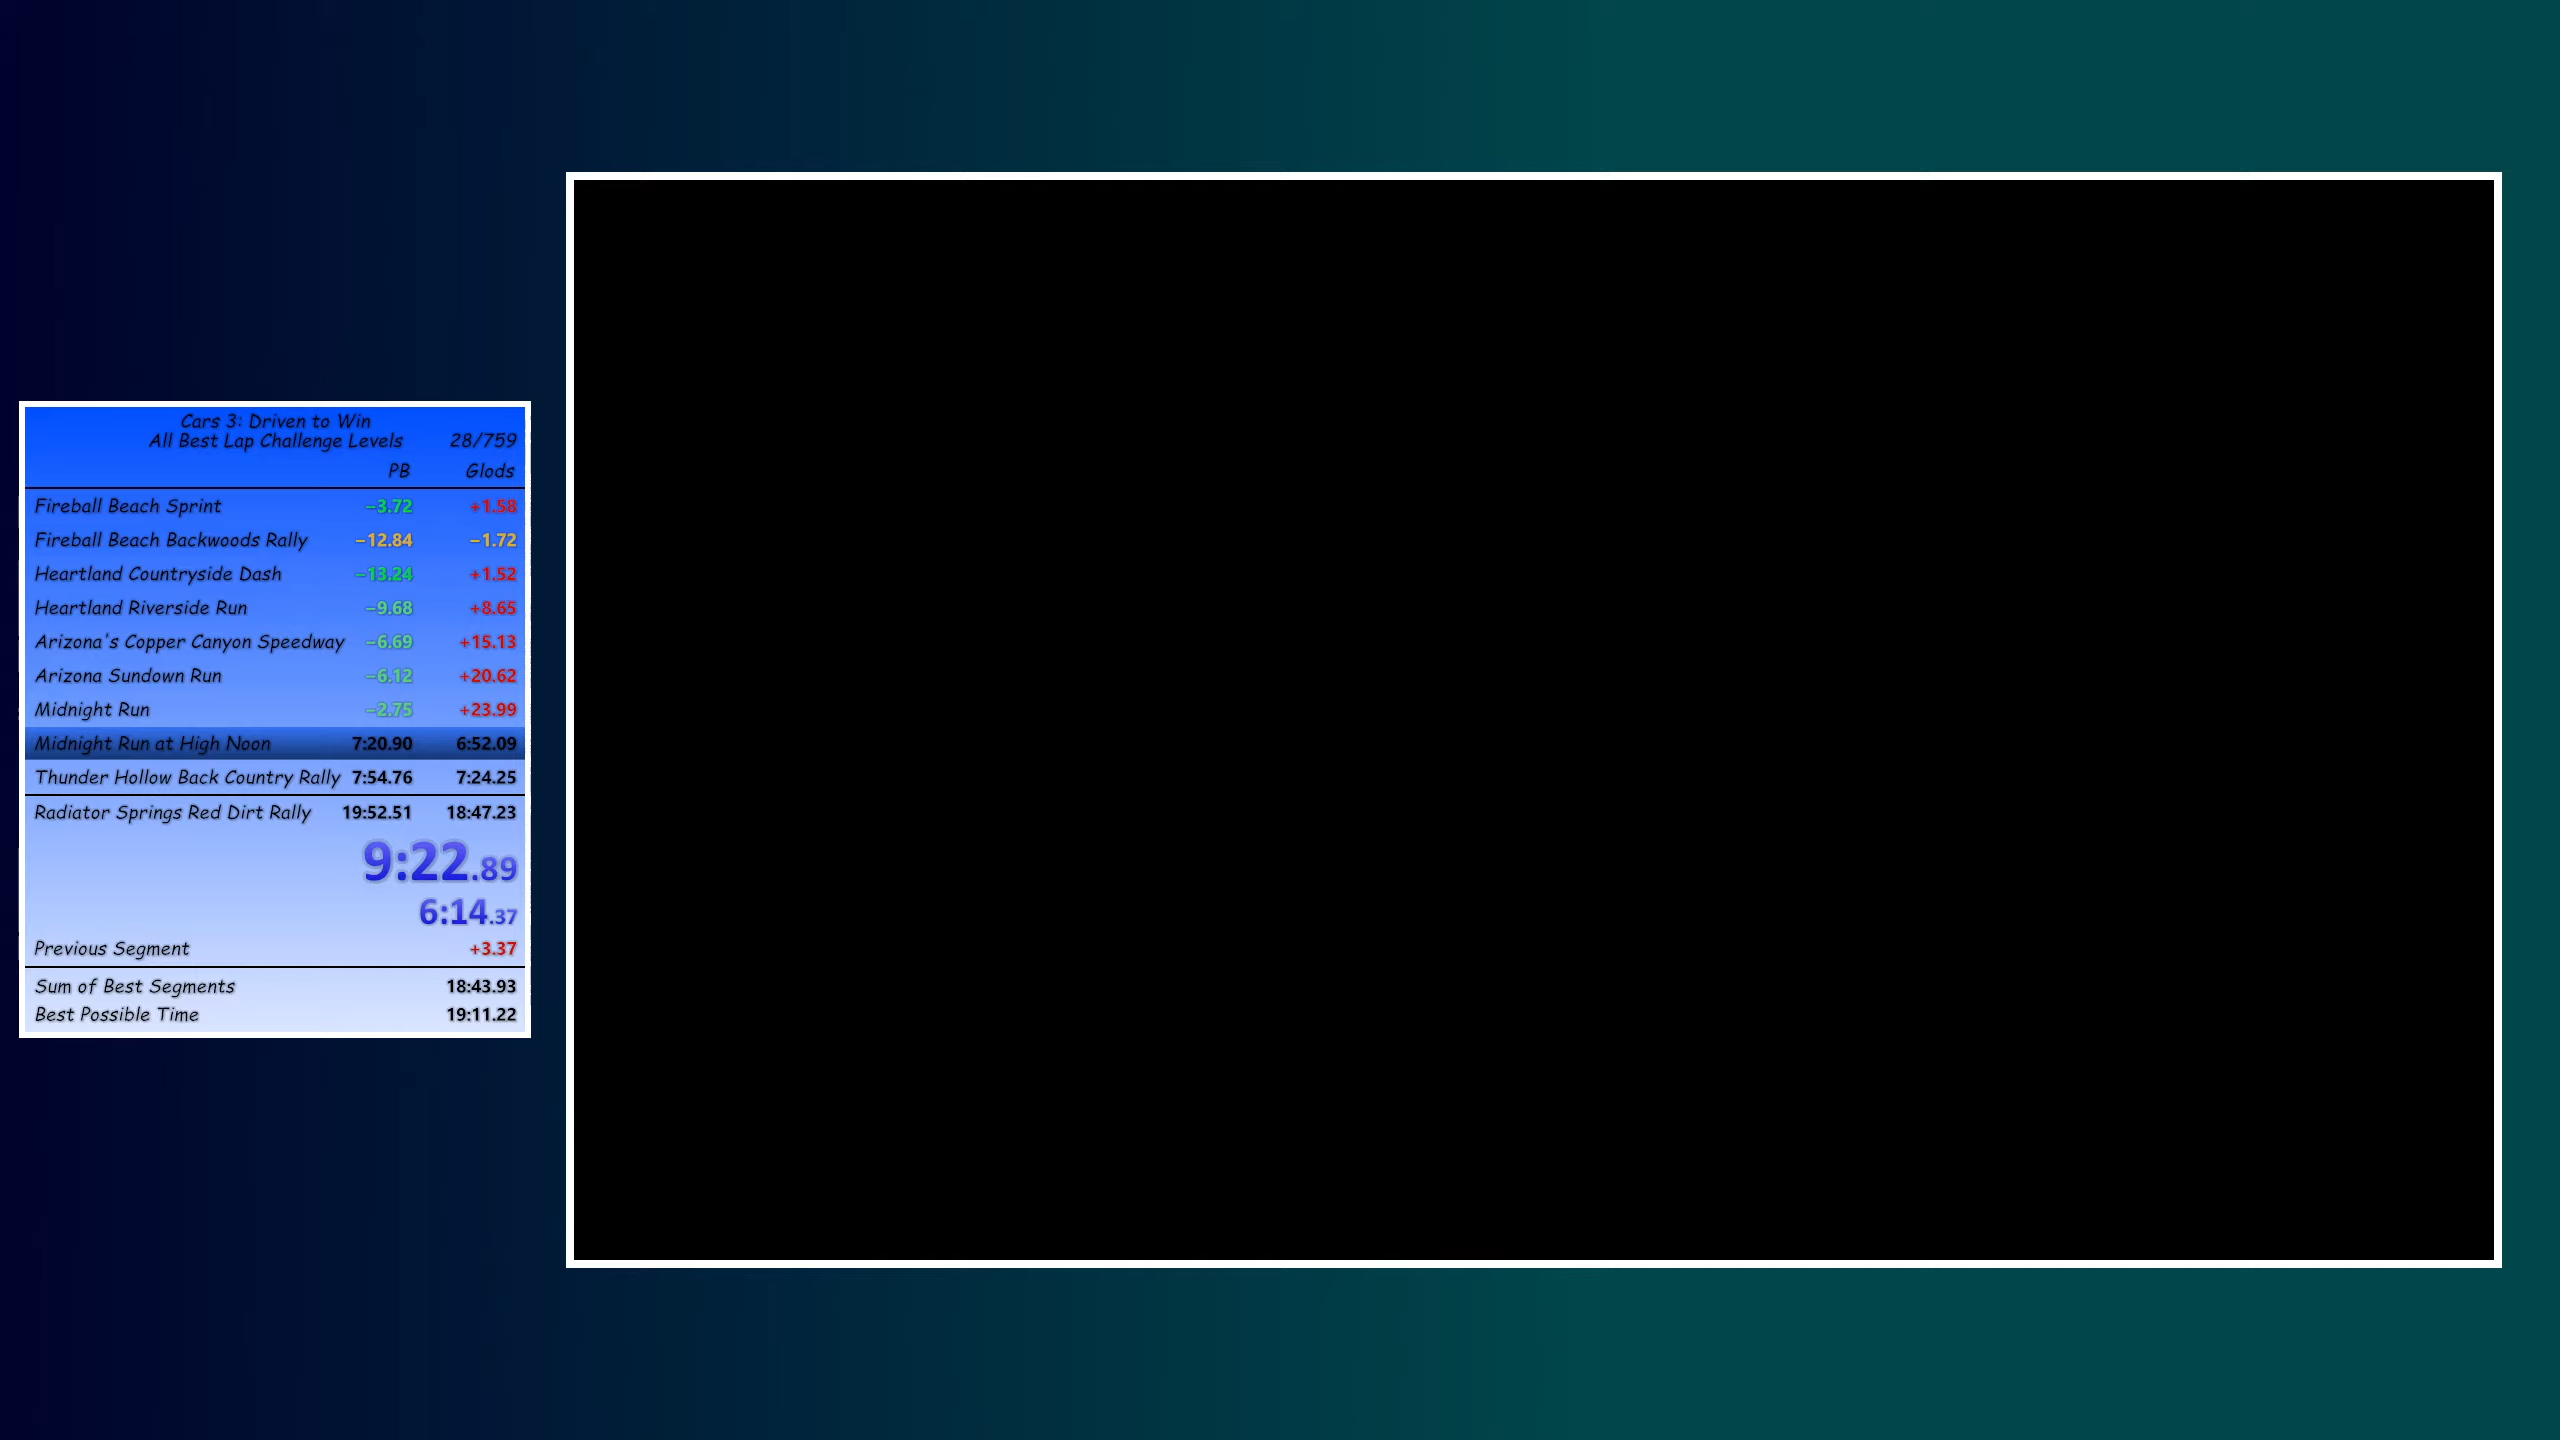 Cars 3: Driven to Win
All Best Lap Challenge Levels 28/759
PB Glods
Fireball Beach Sprint −3.72 +1.58
Fireball Beach Backwoods Rally −12.84 −1.72
Heartland Countryside Dash −13.24 +1.52
Heartland Riverside Run −9.68 +8.65
Arizona's Copper Canyon Speedway −6.69 +15.13
Arizona Sundown Run −6.12 +20.62
Midnight Run −2.75 +23.99
Midnight Run at High Noon 7:20.90 6:52.09
Thunder Hollow Back Country Rally 7:54.76 7:24.25
Radiator Springs Red Dirt Rally 19:52.51 18:47.23
9:22.89
6:14.37
Previous Segment +3.37
Sum of Best Segments 18:43.93
Best Possible Time 19:11.22